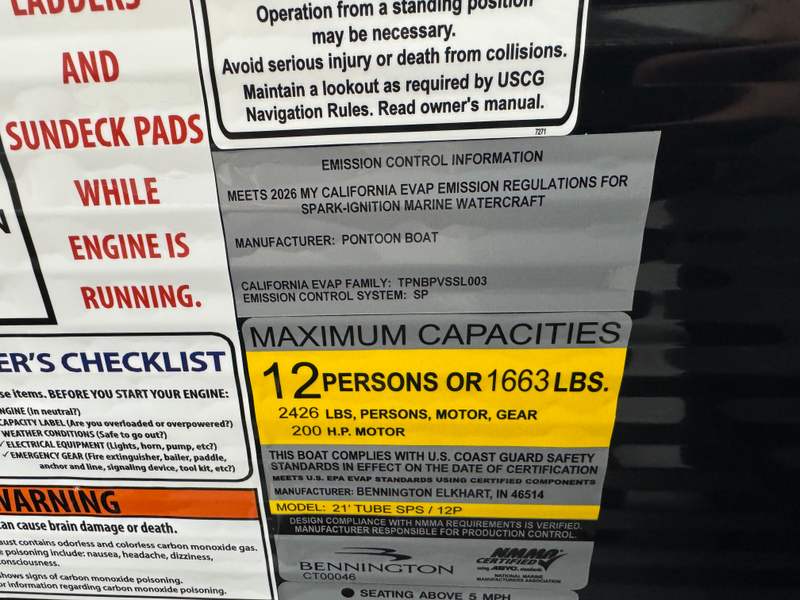 LADDERS
AND
SUNDECK PADS
WHILE
ENGINE IS
RUNNING.
Operation from a standing position
may be necessary.
Avoid serious injury or death from collisions.
Maintain a lookout as required by USCG
Navigation Rules. Read owner's manual.
7271
EMISSION CONTROL INFORMATION
MEETS 2026 MY CALIFORNIA EVAP EMISSION REGULATIONS FOR
SPARK-IGNITION MARINE WATERCRAFT
MANUFACTURER: PONTOON BOAT
CALIFORNIA EVAP FAMILY: TPNBPVSSL003
EMISSION CONTROL SYSTEM: SP
MAXIMUM CAPACITIES
12 PERSONS OR 1663 LBS.
2426 LBS, PERSONS, MOTOR, GEAR
200 H.P. MOTOR
THIS BOAT COMPLIES WITH U.S. COAST GUARD SAFETY
STANDARDS IN EFFECT ON THE DATE OF CERTIFICATION
MEETS U.S. EPA EVAP STANDARDS USING CERTIFIED COMPONENTS
MANUFACTURER: BENNINGTON ELKHART, IN 46514
MODEL: 21' TUBE SPS / 12P
DESIGN COMPLIANCE WITH NMMA REQUIREMENTS IS VERIFIED.
MANUFACTURER RESPONSIBLE FOR PRODUCTION CONTROL.
BENNINGTON
CT00046
NMMA
CERTIFIED
using ABYC standards
NATIONAL MARINE
MANUFACTURERS ASSOCIATION
SEATING ABOVE 5 MPH
ER'S CHECKLIST
se items. BEFORE YOU START YOUR ENGINE:
ENGINE (In neutral?)
CAPACITY LABEL (Are you overloaded or overpowered?)
WEATHER CONDITIONS (Safe to go out?)
✓ ELECTRICAL EQUIPMENT (Lights, horn, pump, etc?)
✓ EMERGENCY GEAR (Fire extinguisher, bailer, paddle,
anchor and line, signaling device, tool kit, etc?)
WARNING
can cause brain damage or death.
aust contains odorless and colorless carbon monoxide gas.
e poisoning include: nausea, headache, dizziness,
onsciousness.
hows signs of carbon monoxide poisoning.
or information regarding carbon monoxide poisoning.